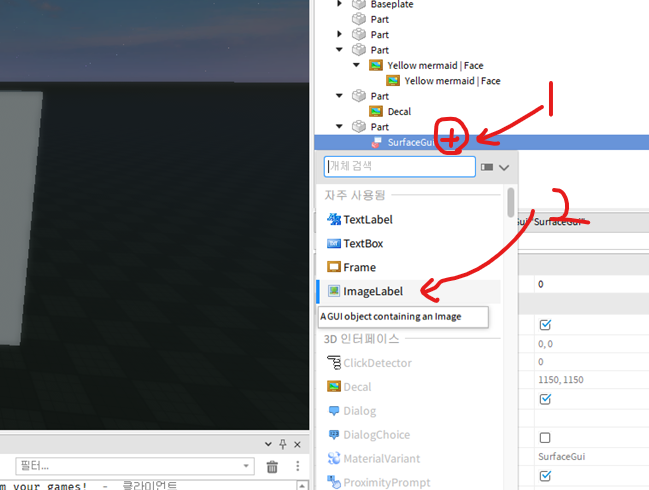 Baseplate
Part
Part
Part
Yellow mermaid | Face
Yellow mermaid | Face
Part
Decal
Part
SurfaceGui
+
1
개체 검색
자주 사용됨
TextLabel
2
SurfaceGui"
TextBox
Frame
0
ImageLabel
A GUI object containing an Image
0, 0
3D 인터페이스
ClickDetector
0
Decal
1150, 1150
Dialog
DialogChoice
MaterialVariant
SurfaceGui
ProximityPrompt
필터...
m your games! - 클라이언트